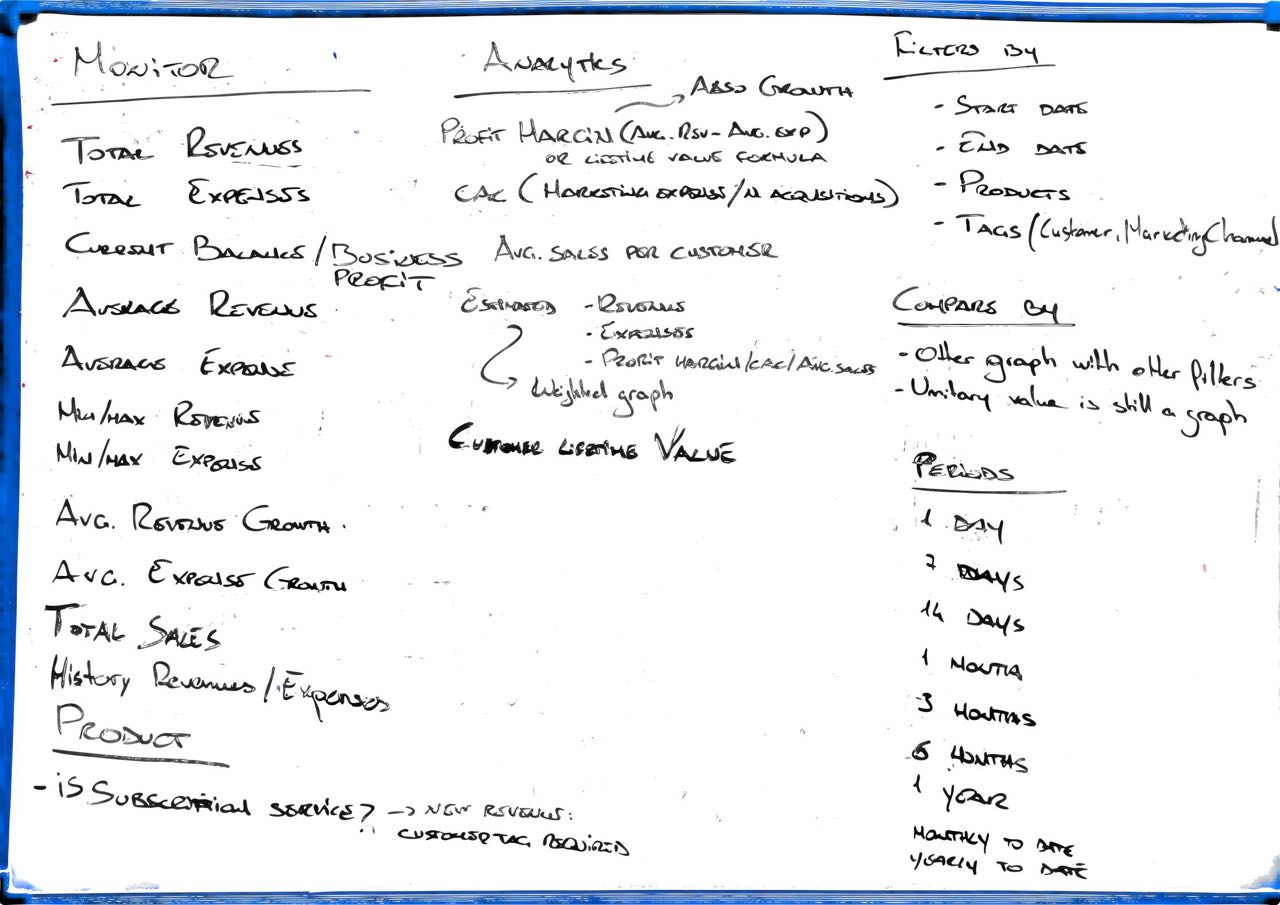 MONITOR
TOTAL REVENUES
TOTAL EXPENSES
CURRENT BALANCE/BUSINESS
PROFIT
AVERAGE REVENUE
AVERAGE EXPENSE
MIN/MAX REVENUE
MIN/MAX EXPENSE
AVG. REVENUE GROWTH.
AVG. EXPENSE GROWTH
TOTAL SALES
History Revenues/Expenses
PRODUCT
- iS SUBSCRIPTION SERVICE? → NEW REVENUE:
CUSTOMER TAG REQUIRED
ANALYTICS
ALSO GROWTH
PROFIT MARGIN (AVG. REV - AVG. EXP)
OR LIFETIME VALUE FORMULA
CAC (MARKETING EXPENSE/N ACQUISITIONS)
AVG. SALES PER CUSTOMER
ESTIMATED - REVENUE
- EXPENSES
- PROFIT MARGIN/CAC/AVG. SALES
Weighted graph
CUSTOMER LIFETIME VALUE
FILTERS BY
- START DATE
- END DATE
- PRODUCTS
- TAGS (Customer, MarketingChannel
COMPARE BY
- Other graph with other filters
- Unitary value is still a graph
PERIODS
1 DAY
7 DAYS
14 DAYS
1 MONTH
3 MONTHS
6 MONTHS
1 YEAR
MONTHLY TO DATE
YEARLY TO DATE